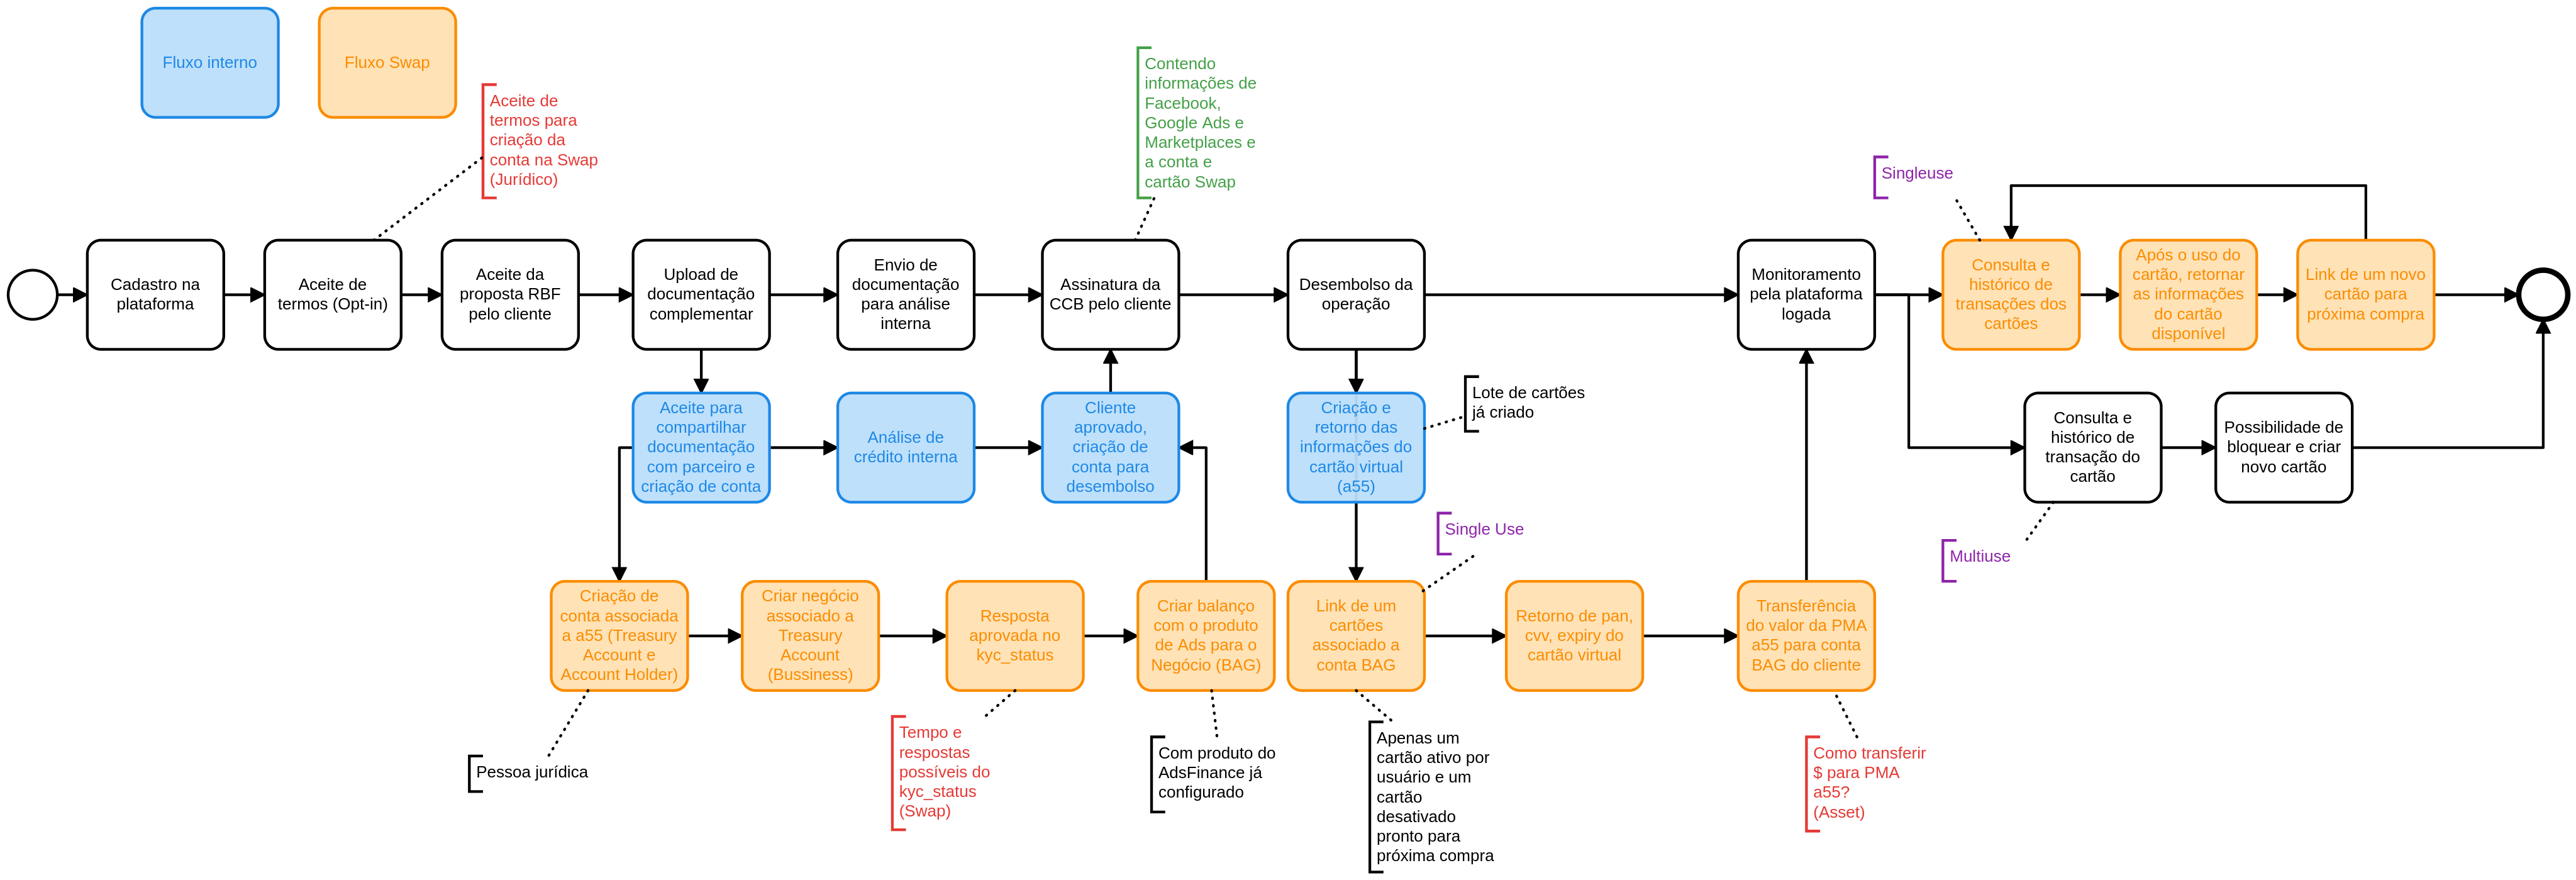 Fluxo interno
Fluxo Swap
Aceite de
termos para
criação da
conta na Swap
(Jurídico)
Contendo
informações de
Facebook,
Google Ads e
Marketplaces e
a conta e
cartão Swap
Singleuse
Cadastro na
plataforma
Aceite de
termos (Opt-in)
Aceite da
proposta RBF
pelo cliente
Upload de
documentação
complementar
Envio de
documentação
para análise
interna
Assinatura da
CCB pelo cliente
Desembolso da
operação
Monitoramento
pela plataforma
logada
Consulta e
histórico de
transações dos
cartões
Após o uso do
cartão, retornar
as informações
do cartão
disponível
Link de um novo
cartão para
próxima compra
Aceite para
compartilhar
documentação
com parceiro e
criação de conta
Análise de
crédito interna
Cliente
aprovado,
criação de
conta para
desembolso
Criação e
retorno das
informações do
cartão virtual
(a55)
Lote de cartões
já criado
Consulta e
histórico de
transação do
cartão
Possibilidade de
bloquear e criar
novo cartão
Single Use
Multiuse
Criação de
conta associada
a a55 (Treasury
Account e
Account Holder)
Criar negócio
associado a
Treasury
Account
(Bussiness)
Resposta
aprovada no
kyc_status
Criar balanço
com o produto
de Ads para o
Negócio (BAG)
Link de um
cartões
associado a
conta BAG
Retorno de pan,
cvv, expiry do
cartão virtual
Transferência
do valor da PMA
a55 para conta
BAG do cliente
Pessoa jurídica
Tempo e
respostas
possíveis do
kyc_status
(Swap)
Com produto do
AdsFinance já
configurado
Apenas um
cartão ativo por
usuário e um
cartão
desativado
pronto para
próxima compra
Como transferir
$ para PMA
a55?
(Asset)